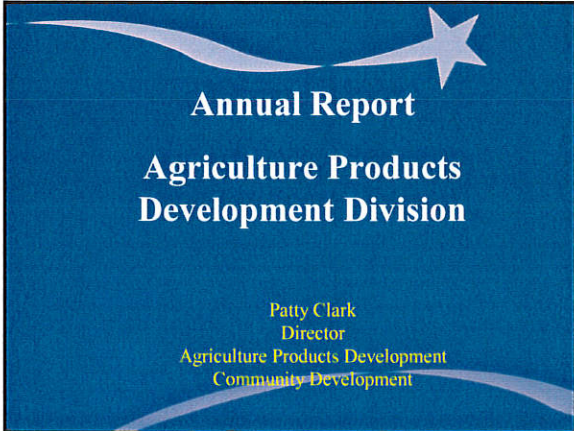 Annual Report
Agriculture Products
Development Division
Patty Clark
Director
Agriculture Products Development
Community Development